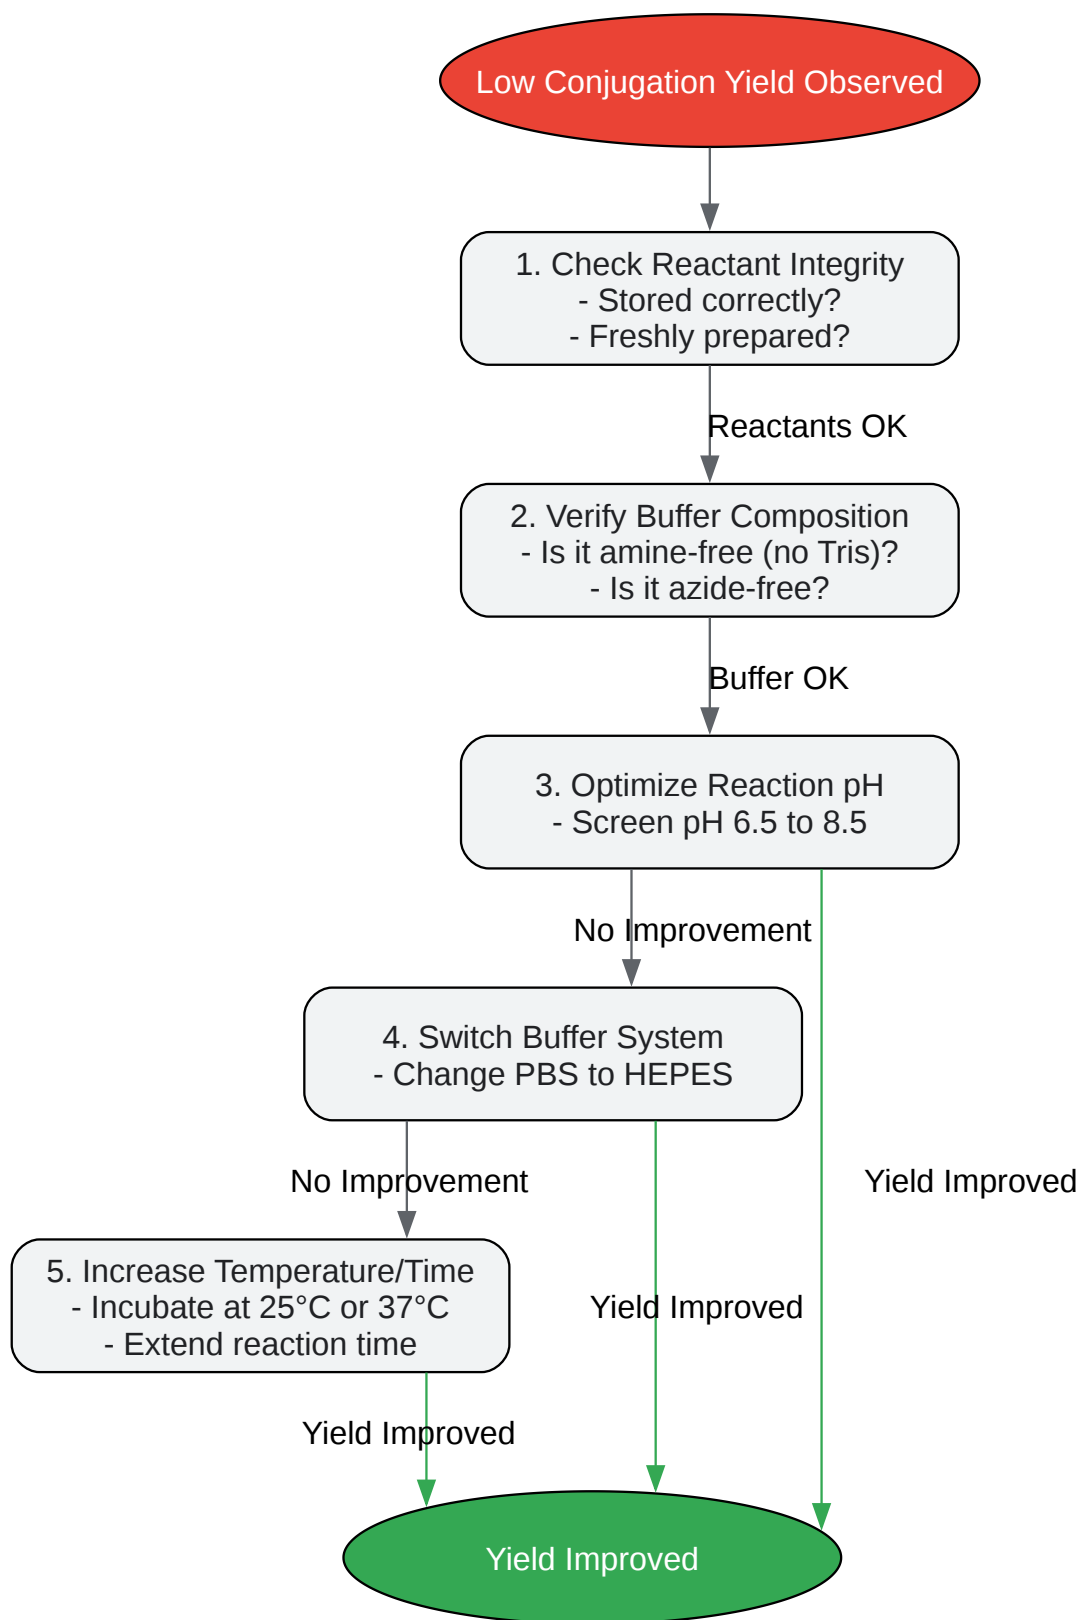 Low Conjugation Yield Observed
1. Check Reactant Integrity
- Stored correctly?
- Freshly prepared?
Reactants OK
2. Verify Buffer Composition
- Is it amine-free (no Tris)?
- Is it azide-free?
Buffer OK
3. Optimize Reaction pH
- Screen pH 6.5 to 8.5
No Improvement
4. Switch Buffer System
- Change PBS to HEPES
No Improvement
Yield Improved
5. Increase Temperature/Time
- Incubate at 25°C or 37°C
- Extend reaction time
Yield Improved
Yield Improved
Yield Improved